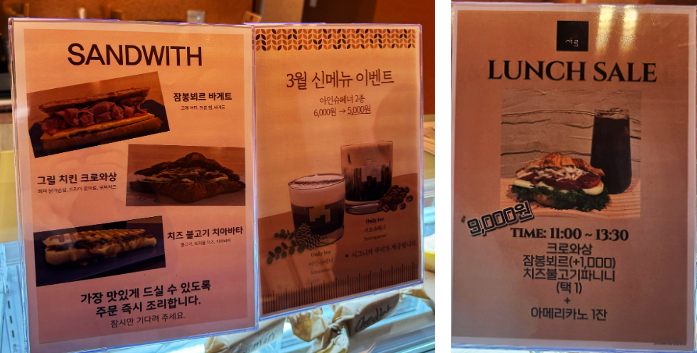 SANDWITH
잠봉뵈르 바게트
그릴 치킨 크로와상
치즈 불고기 치아바타
가장 맛있게 드실 수 있도록
주문 즉시 조리합니다.
잠시만 기다려 주세요.
3월 신메뉴 이벤트
아인슈페너 2종
6,000원 → 5,000원
Only ice
Only ice
LUNCH SALE
9,000원
TIME: 11:00 ~ 13:30
크로와상
잠봉뵈르(+1,000)
치즈불고기파니니
(택 1)
+
아메리카노 1잔